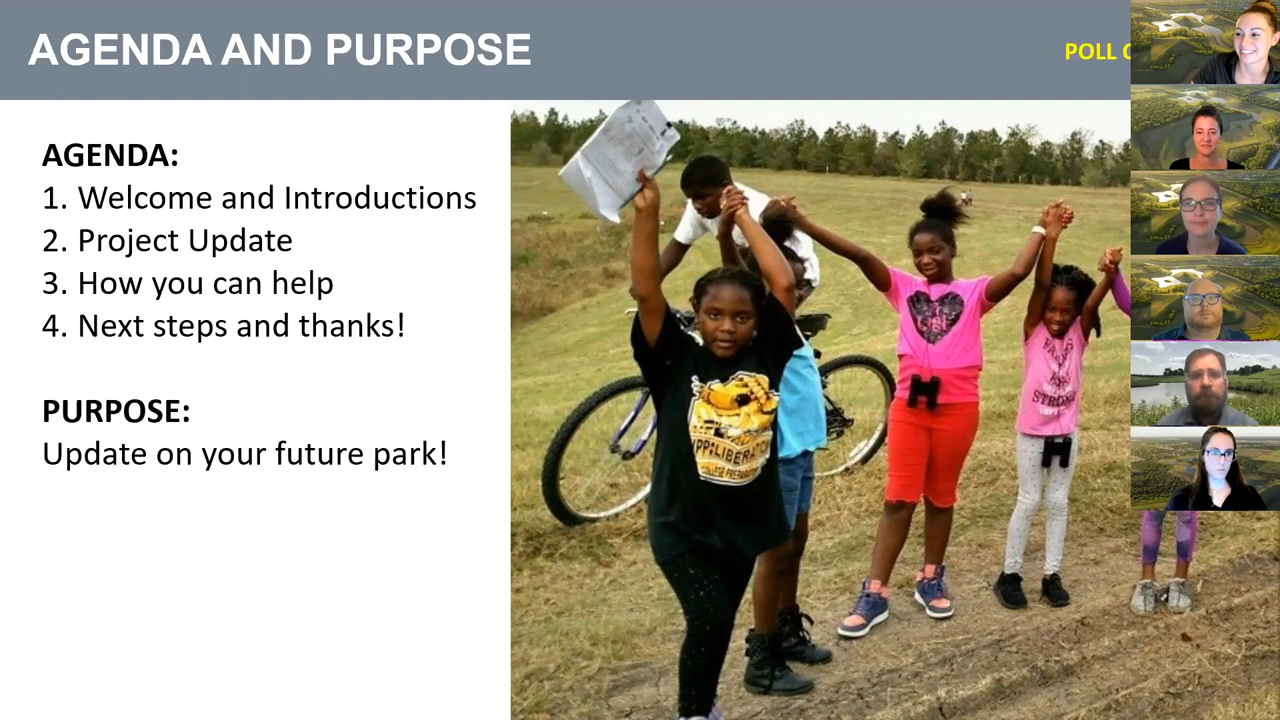 AGENDA AND PURPOSE
POLL
AGENDA:
1. Welcome and Introductions
2. Project Update
3. How you can help
4. Next steps and thanks!
PURPOSE:
Update on your future park!
STRONG